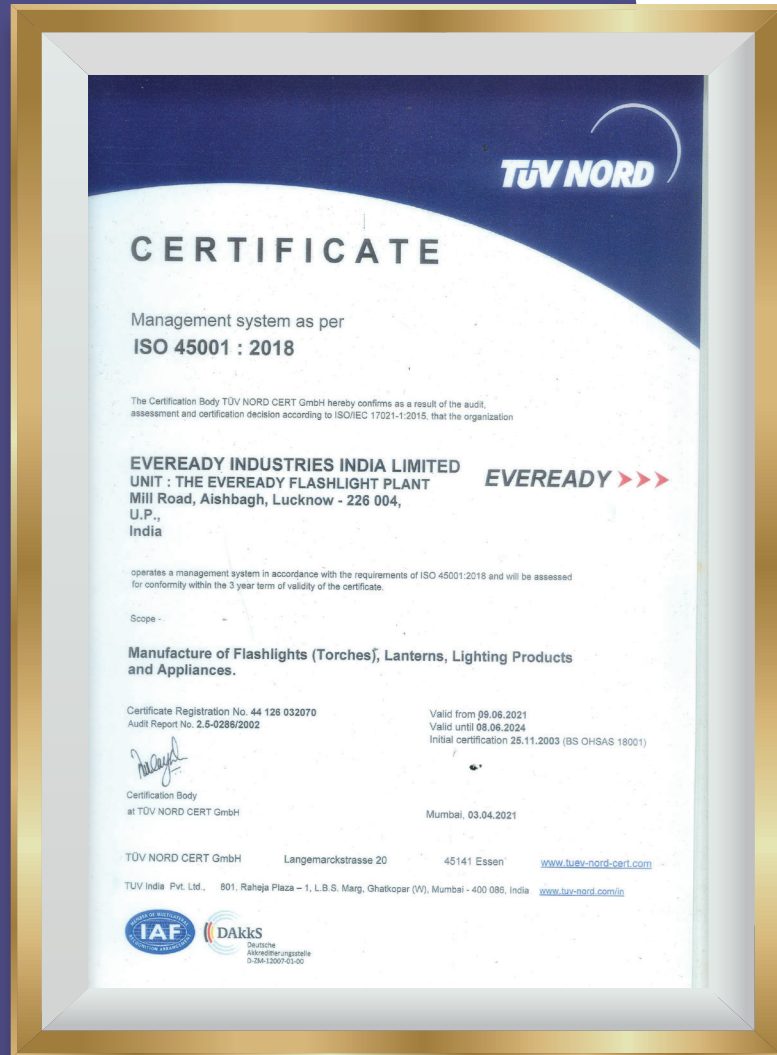 TÜV NORD
CERTIFICATE
Management system as per
ISO 45001 : 2018
The Certification Body TÜV NORD CERT GmbH hereby confirms as a result of the audit,
assessment and certification decision according to ISO/IEC 17021-1:2015, that the organization
EVEREADY INDUSTRIES INDIA LIMITED
UNIT : THE EVEREADY FLASHLIGHT PLANT
Mill Road, Aishbagh, Lucknow - 226 004,
U.P.,
India
EVEREADY
operates a management system in accordance with the requirements of ISO 45001:2018 and will be assessed
for conformity within the 3 year term of validity of the certificate.
Scope -
Manufacture of Flashlights (Torches), Lanterns, Lighting Products
and Appliances.
Certificate Registration No. 44 126 032070
Audit Report No. 2.5-0286/2002
Valid from 09.06.2021
Valid until 08.06.2024
Initial certification 25.11.2003 (BS OHSAS 18001)
Certification Body
at TÜV NORD CERT GmbH
Mumbai, 03.04.2021
TÜV NORD CERT GmbH Langemarckstrasse 20 45141 Essen www.tuev-nord-cert.com
TUV India Pvt. Ltd., 801, Raheja Plaza – 1, L.B.S. Marg, Ghatkoper (W), Mumbai - 400 086, India www.tuv-nord.com/in
MEMBER OF MULTILATERAL
IAF
RECOGNITION ARRANGEMENT
DAkkS
Deutsche
Akkreditierungsstelle
D-ZM-12007-01-00